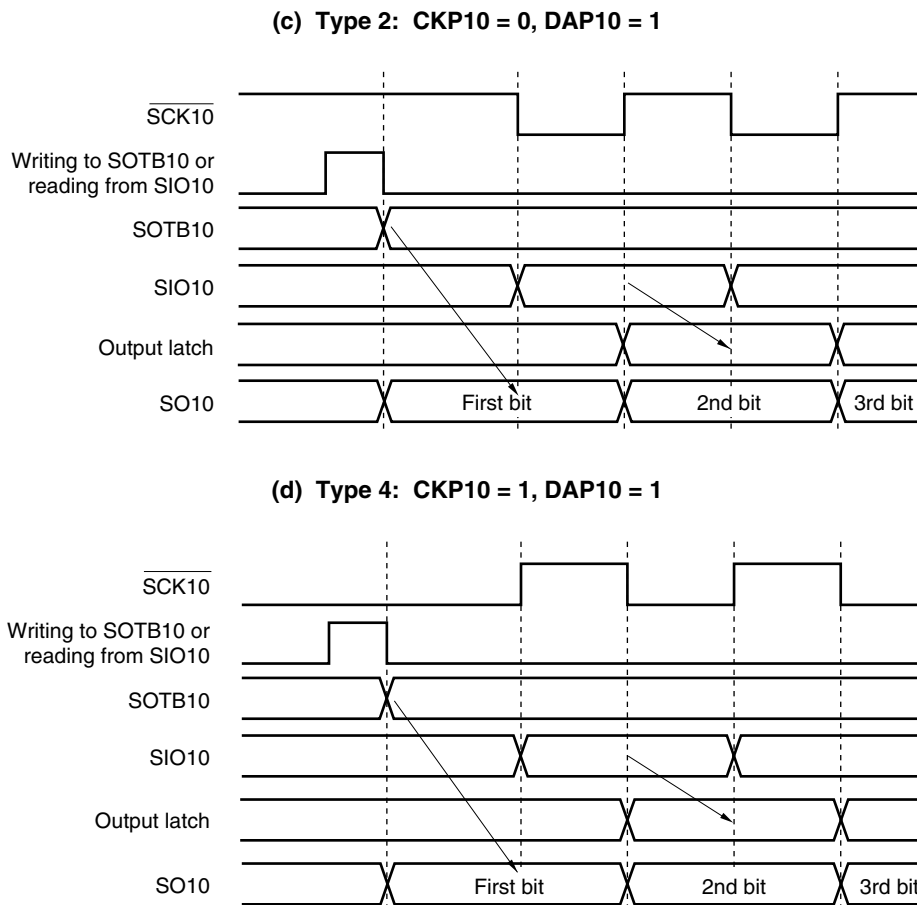 (c) Type 2: CKP10 = 0, DAP10 = 1
SCK10
Writing to SOTB10 or
reading from SIO10
SOTB10
SIO10
Output latch
SO10
First bit
2nd bit
3rd bit
(d) Type 4: CKP10 = 1, DAP10 = 1
SCK10
Writing to SOTB10 or
reading from SIO10
SOTB10
SIO10
Output latch
SO10
First bit
2nd bit
3rd bit